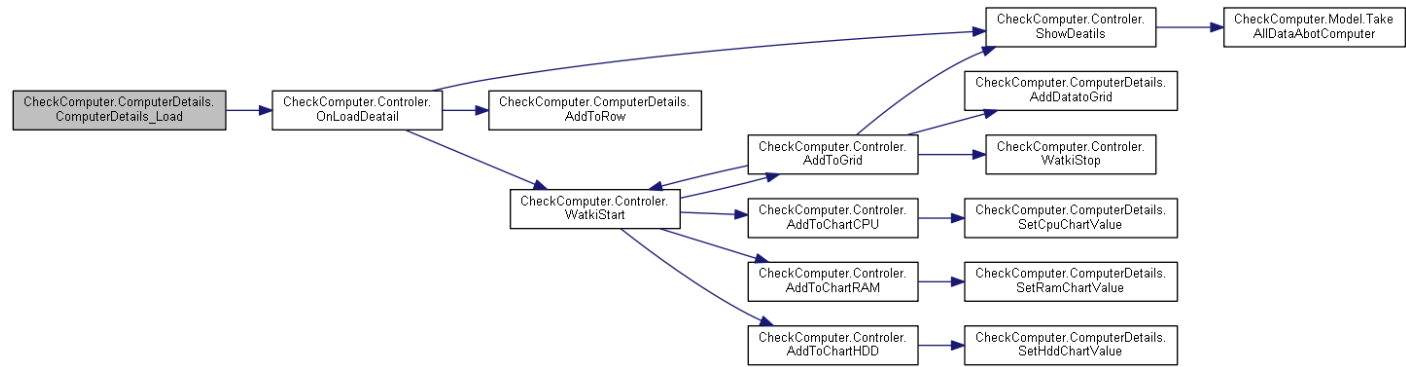 CheckComputer.ComputerDetails.
ComputerDetails_Load
CheckComputer.Controler.
OnLoadDeatail
CheckComputer.Controler.
ShowDeatils
CheckComputer.Model.Take
AllDataAbotComputer
CheckComputer.ComputerDetails.
AddToRow
CheckComputer.Controler.
WatkiStart
CheckComputer.Controler.
AddToGrid
CheckComputer.ComputerDetails.
AddDatatoGrid
CheckComputer.Controler.
WatkiStop
CheckComputer.Controler.
AddToChartCPU
CheckComputer.ComputerDetails.
SetCpuChartValue
CheckComputer.Controler.
AddToChartRAM
CheckComputer.ComputerDetails.
SetRamChartValue
CheckComputer.Controler.
AddToChartHDD
CheckComputer.ComputerDetails.
SetHddChartValue